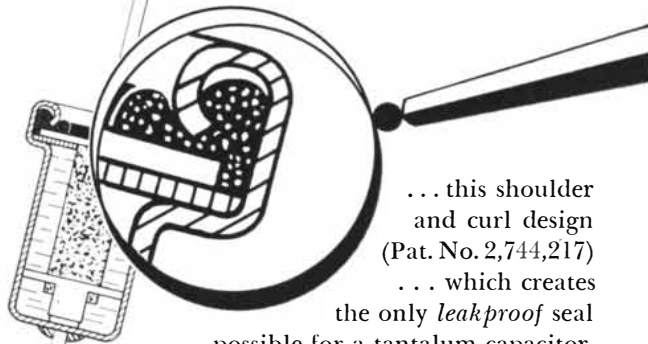 ... this shoulder
and curl design
(Pat. No. 2,744,217)
... which creates
the only leakproof seal
possible for a tantalum capacitor